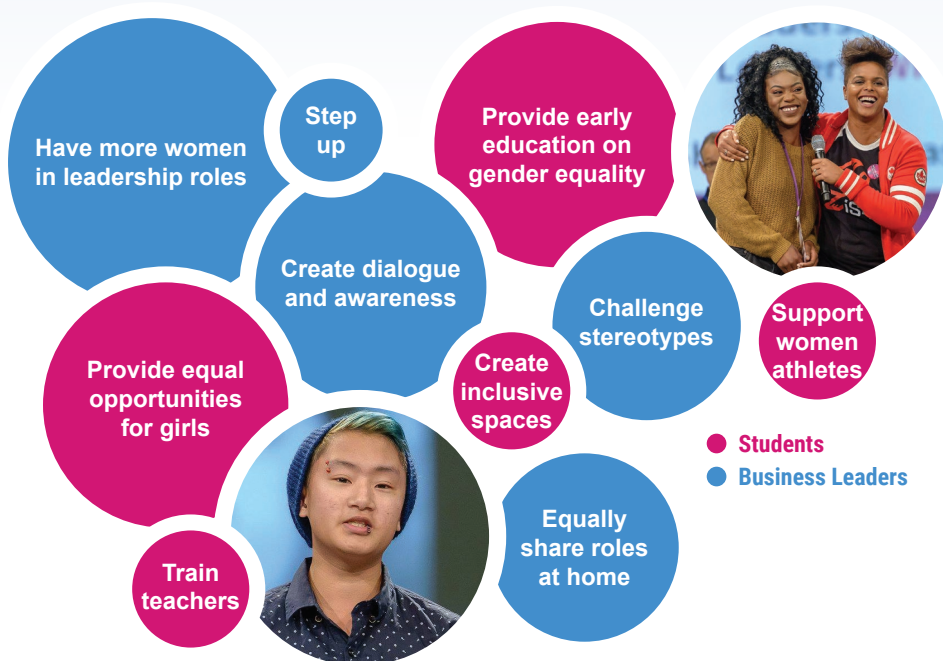 Have more women
in leadership roles
Step
up
Provide early
education on
gender equality
Create dialogue
and awareness
Challenge
stereotypes
Support
women
athletes
Provide equal
opportunities
for girls
Create
inclusive
spaces
Students
Business Leaders
Equally
share roles
at home
Train
teachers